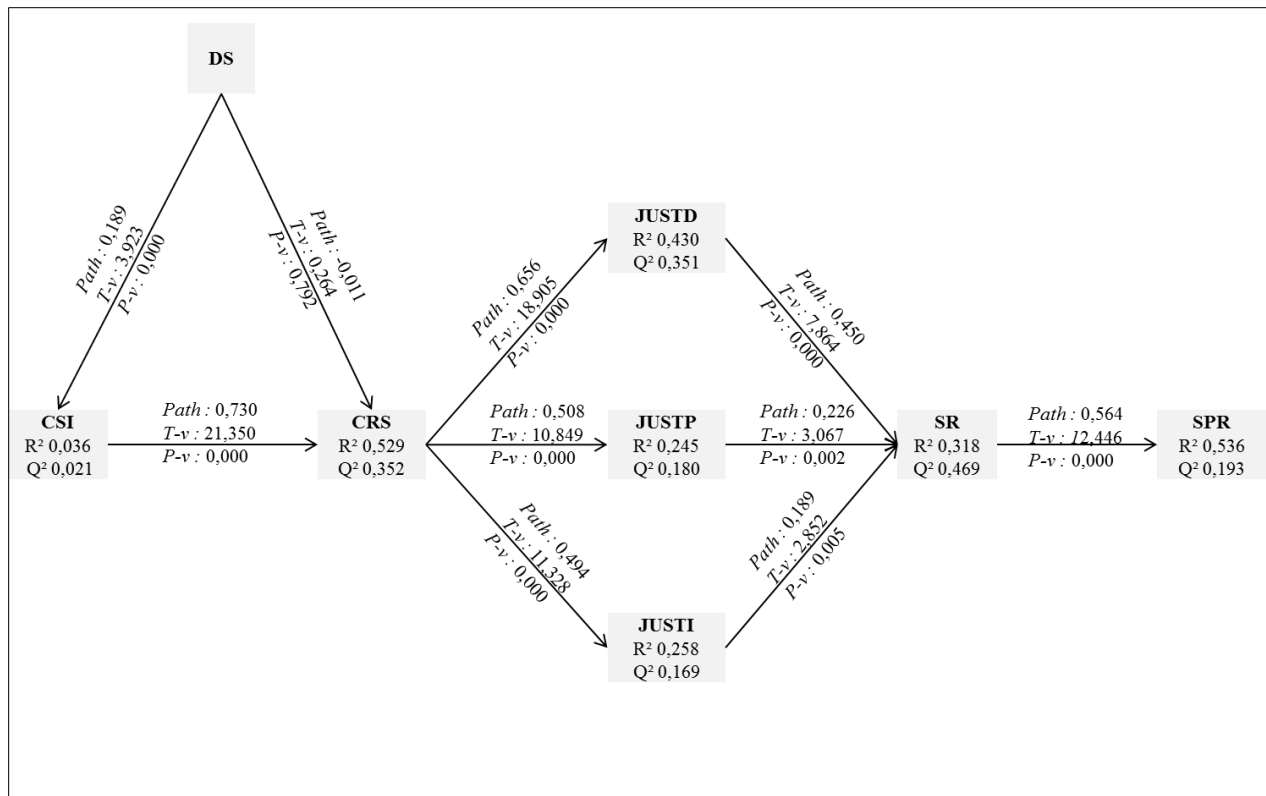 DS
Path : 0,189
T-v : 3,923
P-v : 0,000
Path : -0,011
T-v : 0,264
P-v : 0,792
CSI
R² 0,036
Q² 0,021
Path : 0,730
T-v : 21,350
P-v : 0,000
CRS
R² 0,529
Q² 0,352
Path : 0,656
T-v : 18,905
P-v : 0,000
Path : 0,508
T-v : 10,849
P-v : 0,000
Path : 0,494
T-v : 11,328
P-v : 0,000
JUSTD
R² 0,430
Q² 0,351
JUSTP
R² 0,245
Q² 0,180
JUSTI
R² 0,258
Q² 0,169
Path : 0,450
T-v : 7,864
P-v : 0,000
Path : 0,226
T-v : 3,067
P-v : 0,002
Path : 0,189
T-v : 2,852
P-v : 0,005
SR
R² 0,318
Q² 0,469
Path : 0,564
T-v : 12,446
P-v : 0,000
SPR
R² 0,536
Q² 0,193